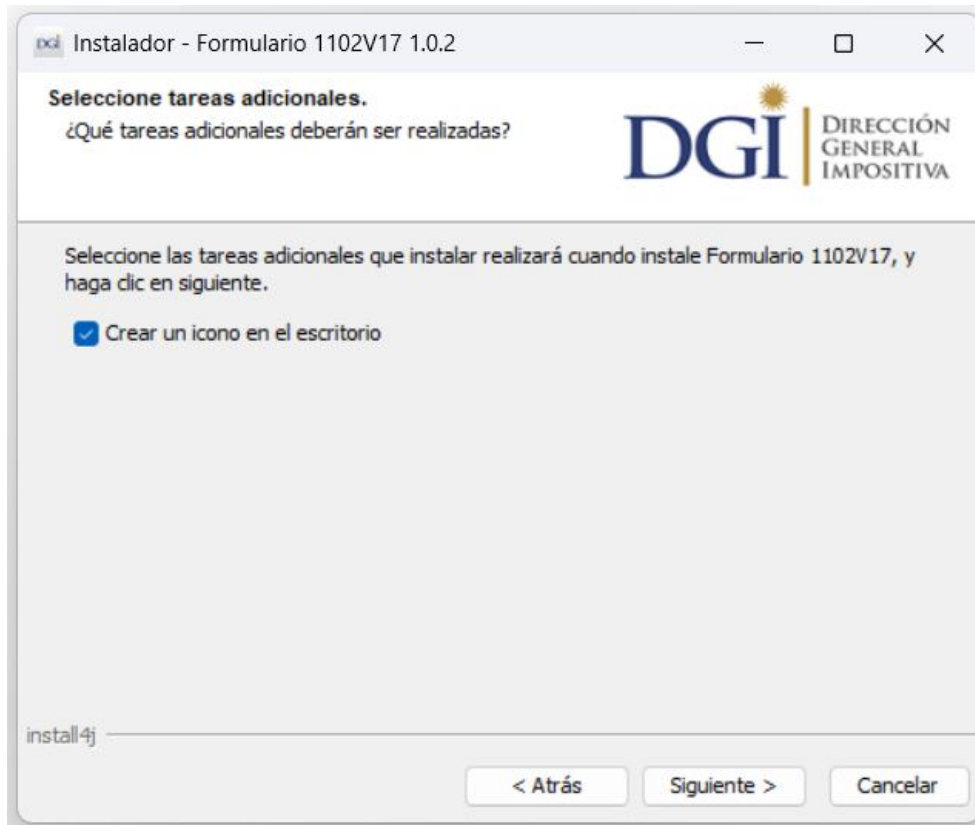 DGI Instalador - Formulario 1102V17 1.0.2
Seleccione tareas adicionales.
¿Qué tareas adicionales deberán ser realizadas?
DGI
DIRECCIÓN
GENERAL
IMPOSITIVA
Seleccione las tareas adicionales que instalar realizará cuando instale Formulario 1102V17, y
haga clic en siguiente.
Crear un icono en el escritorio
install4j
< Atrás
Siguiente >
Cancelar